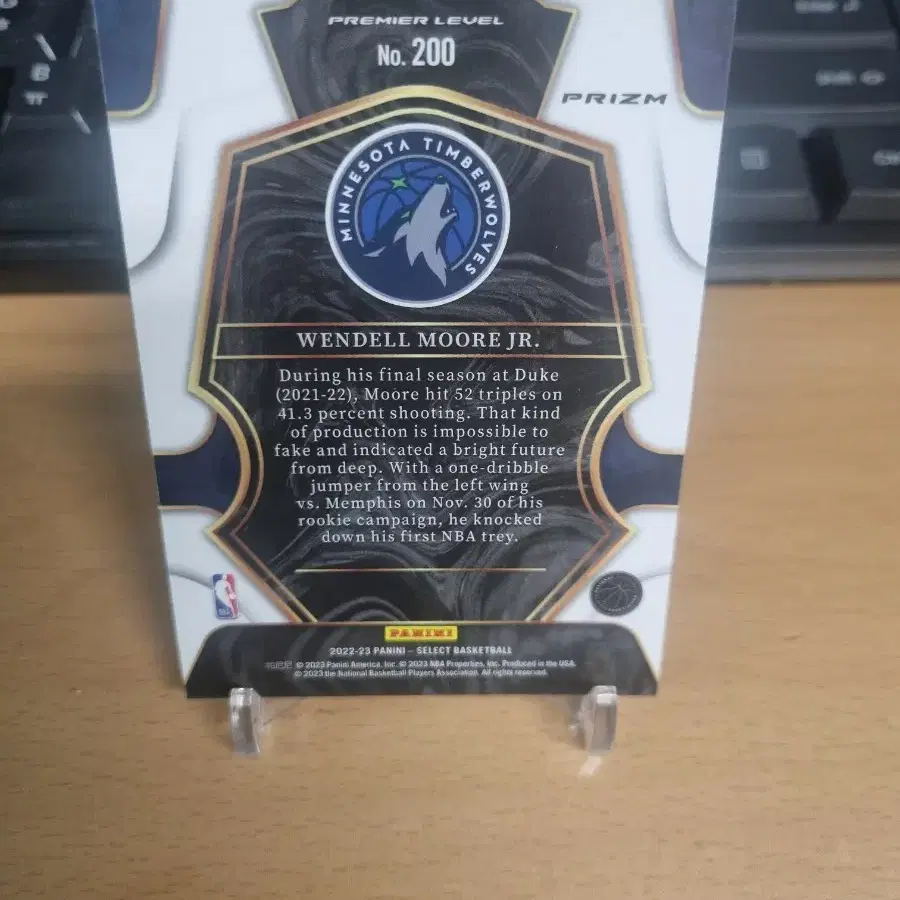 PREMIER LEVEL
No. 200
PRIZM
MINNESOTA TIMBERWOLVES
WENDELL MOORE JR.
During his final season at Duke
(2021-22), Moore hit 52 triples on
41.3 percent shooting. That kind
of production is impossible to
fake and indicated a bright future
from deep. With a one-dribble
jumper from the left wing
vs. Memphis on Nov. 30 of his
rookie campaign, he knocked
down his first NBA trey.
PANINI
2022-23 PANINI – SELECT BASKETBALL
© 2023 Panini America, Inc. © 2023 NBA Properties, Inc. Produced in the USA.
© 2023 the National Basketball Players Association. All rights reserved.
B
ㅠ